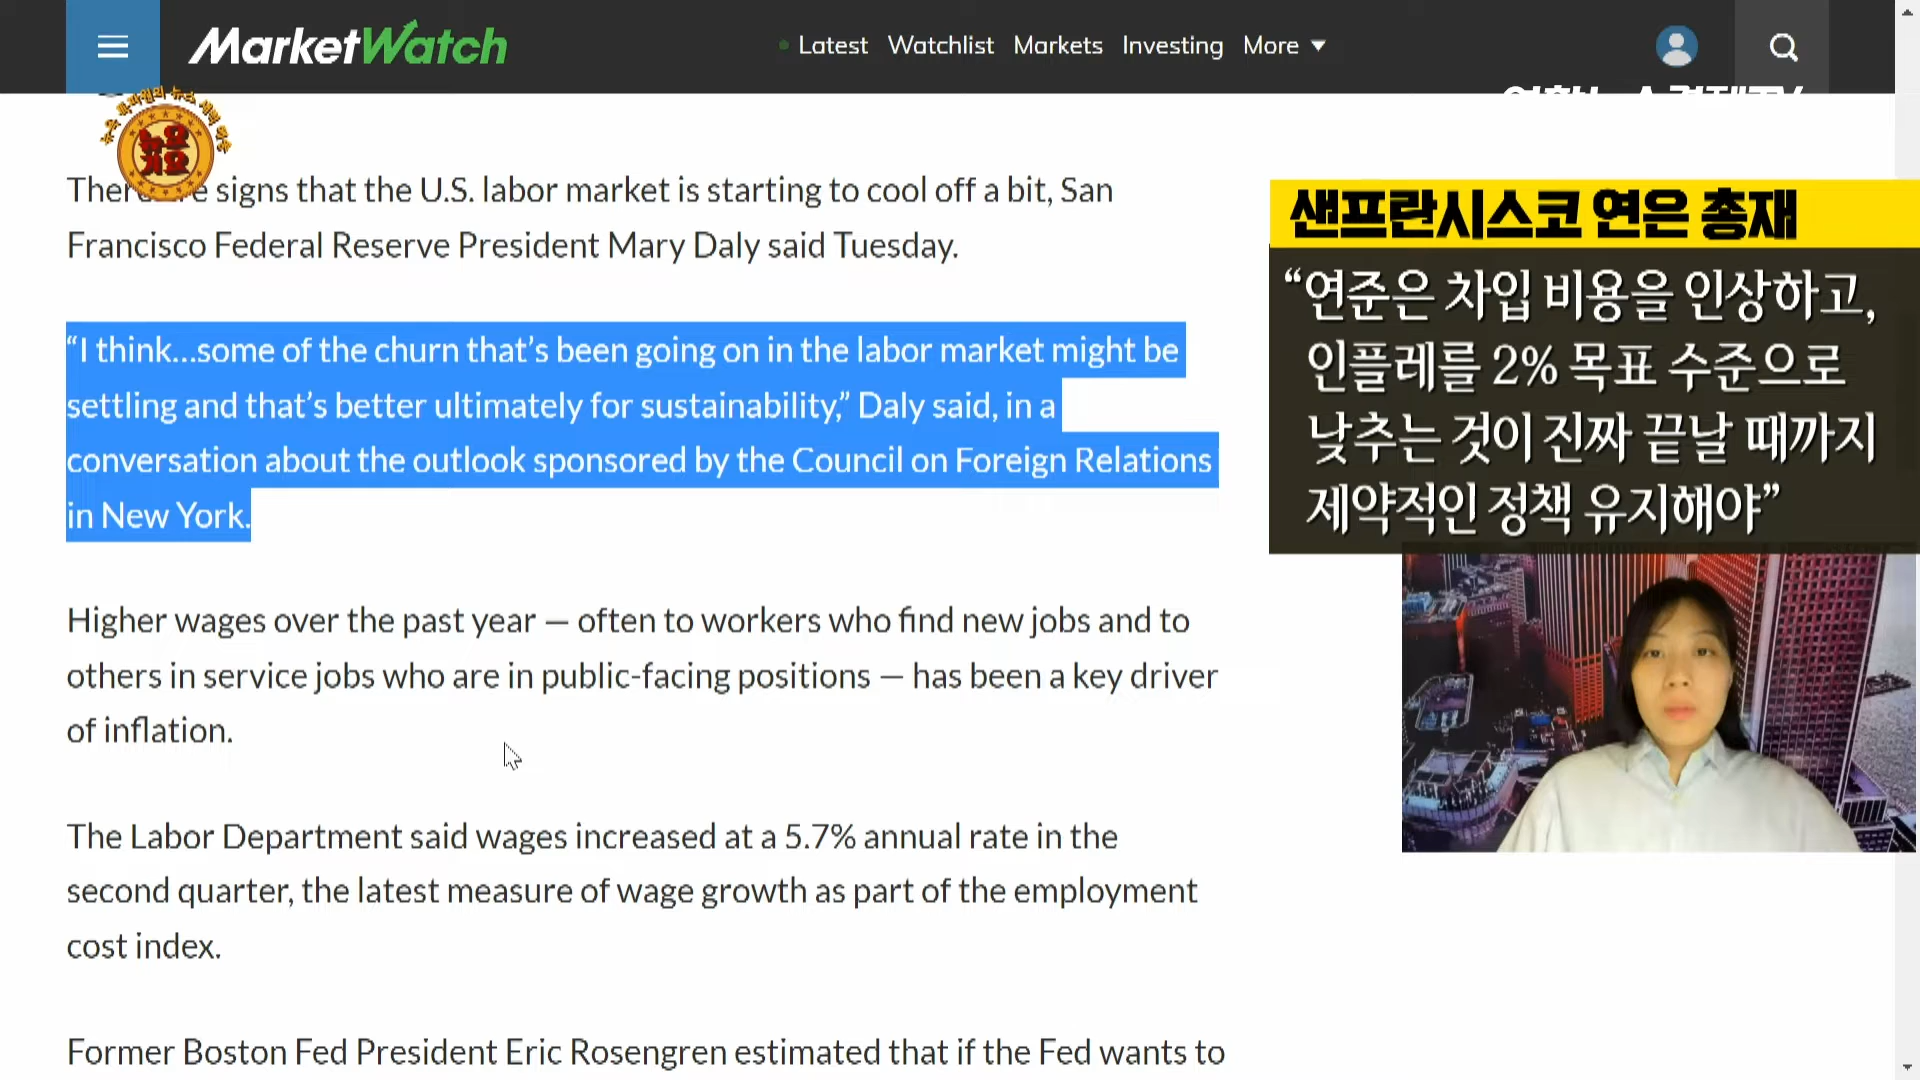 MarketWatch
Latest Watchlist Markets Investing More
뉴요
기요
signs that the U.S. labor market is starting to cool off a bit, San
Francisco Federal Reserve President Mary Daly said Tuesday.
“I think…some of the churn that’s been going on in the labor market might be
settling and that’s better ultimately for sustainability,” Daly said, in a
conversation about the outlook sponsored by the Council on Foreign Relations
in New York.
Higher wages over the past year — often to workers who find new jobs and to
others in service jobs who are in public-facing positions — has been a key driver
of inflation.
The Labor Department said wages increased at a 5.7% annual rate in the
second quarter, the latest measure of wage growth as part of the employment
cost index.
Former Boston Fed President Eric Rosengren estimated that if the Fed wants to
샌프란시스코 연은 총재
“연준은 차입 비용을 인상하고,
인플레를 2% 목표 수준으로
낮추는 것이 진짜 끝날 때까지
제약적인 정책 유지해야”